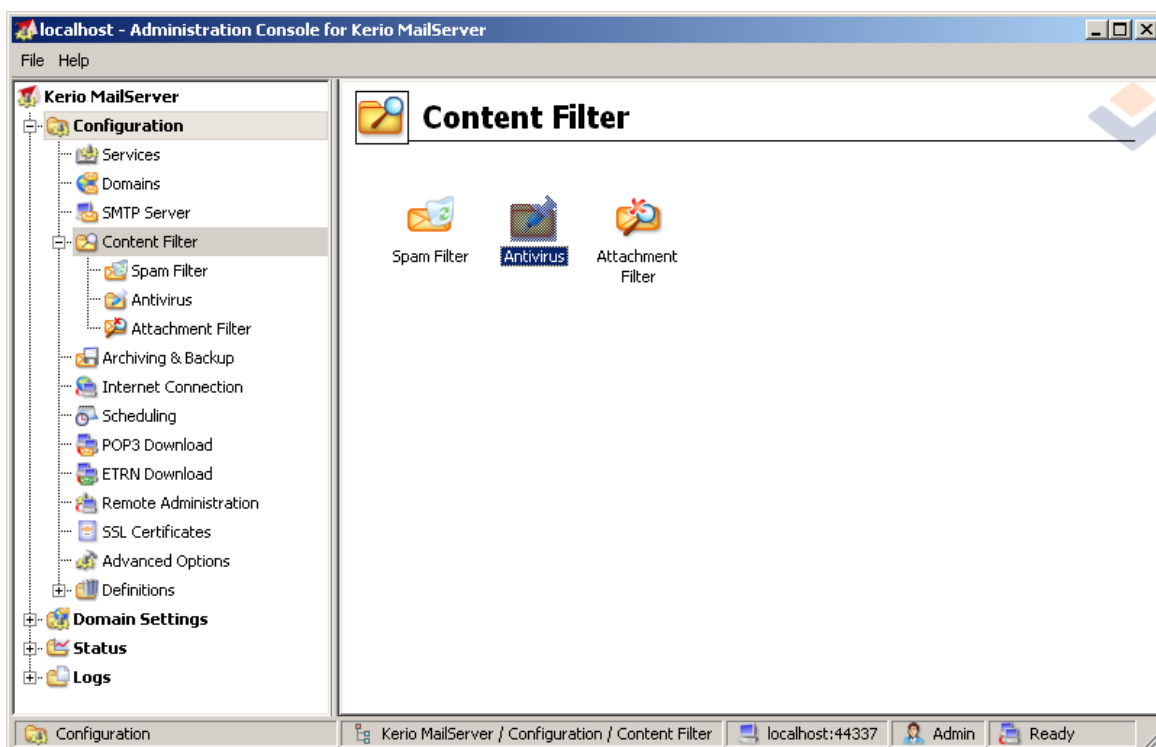 localhost - Administration Console for Kerio MailServer
File Help
Kerio MailServer
Configuration
Services
Domains
SMTP Server
Content Filter
Spam Filter
Antivirus
Attachment Filter
Archiving & Backup
Internet Connection
Scheduling
POP3 Download
ETRN Download
Remote Administration
SSL Certificates
Advanced Options
Definitions
Domain Settings
Status
Logs
Content Filter
Spam Filter
Antivirus
Attachment
Filter
Configuration
Kerio MailServer / Configuration / Content Filter
localhost:44337
Admin
Ready